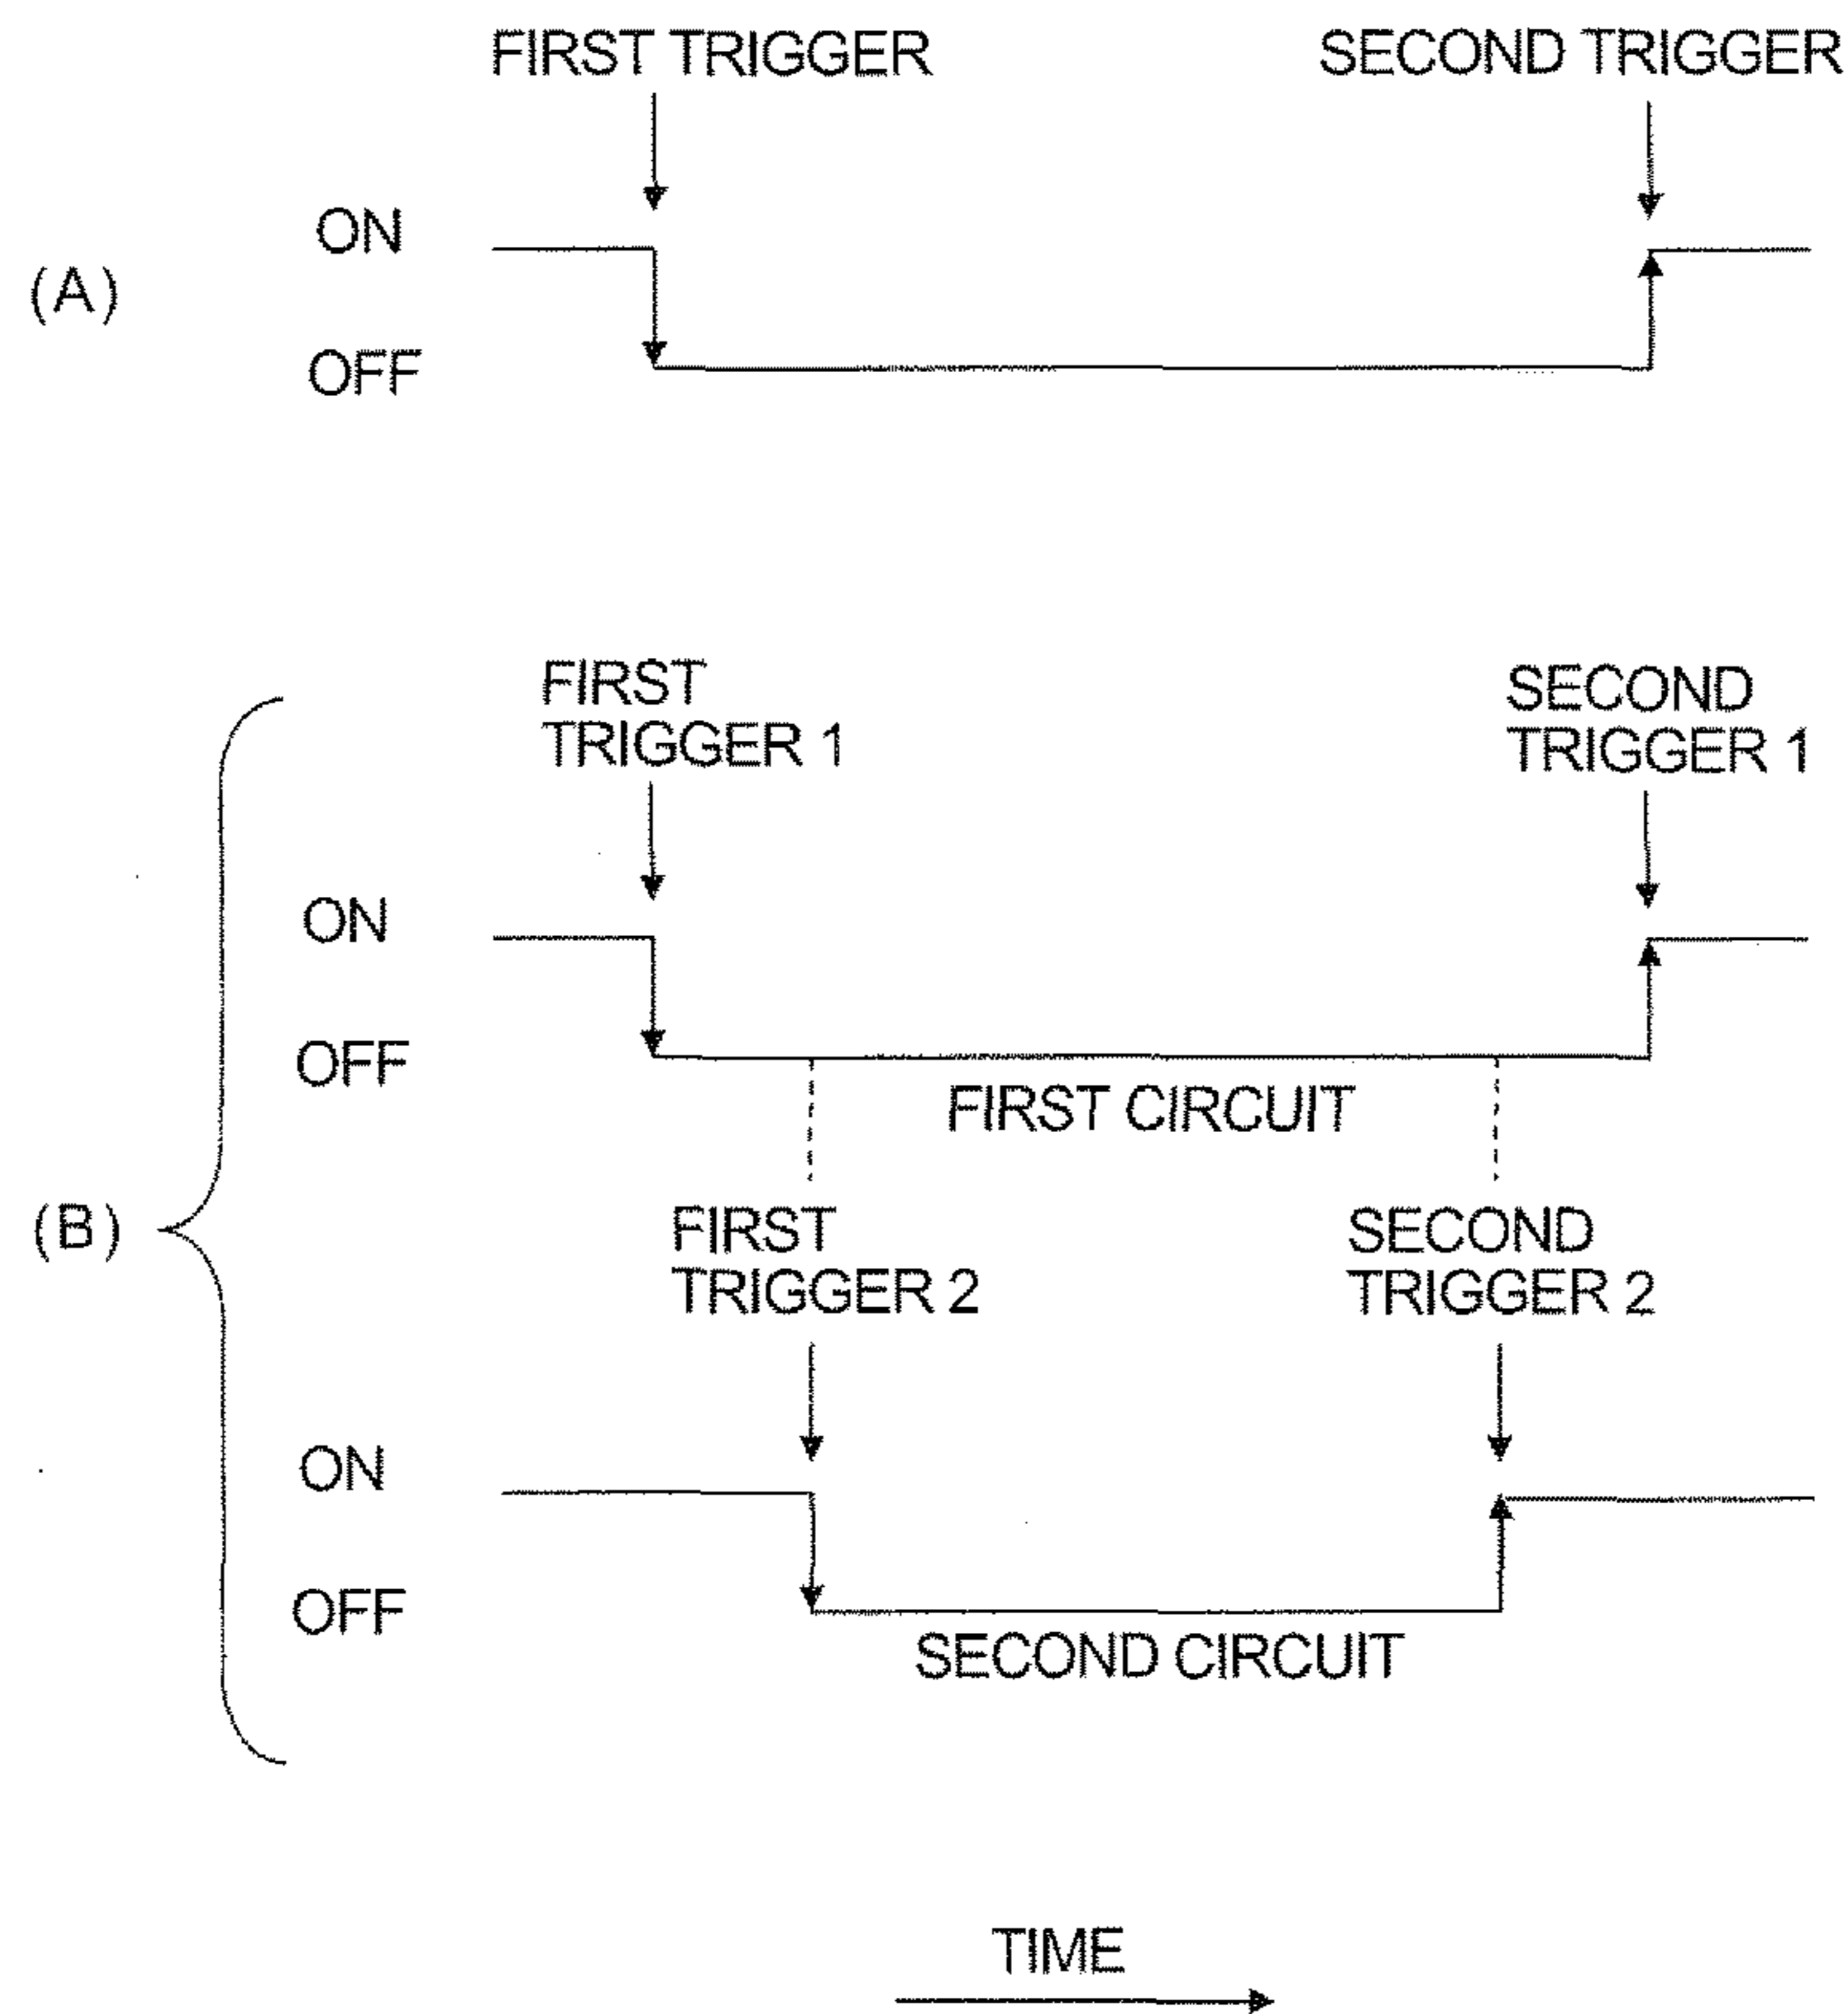 FIRST TRIGGER
SECOND TRIGGER
ON
(A)
OFF
FIRST
TRIGGER 1
SECOND
TRIGGER 1
ON
OFF
FIRST CIRCUIT
(B)
FIRST
TRIGGER 2
SECOND
TRIGGER 2
ON
OFF
SECOND CIRCUIT
TIME